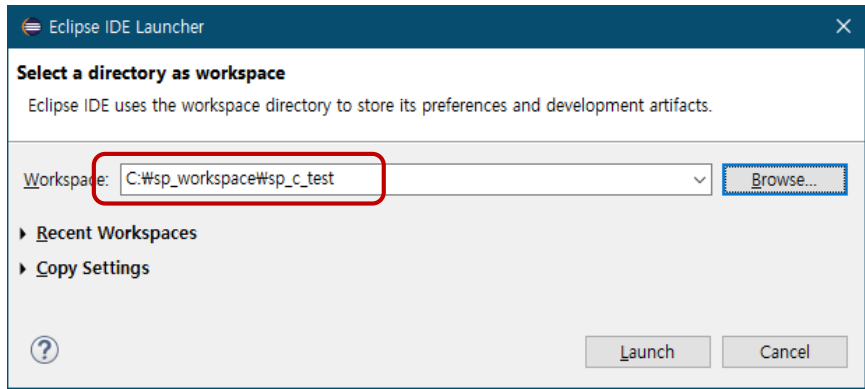 Eclipse IDE Launcher
Select a directory as workspace
Eclipse IDE uses the workspace directory to store its preferences and development artifacts.
Workspace: C:₩sp_workspace₩sp_c_test Browse...
Recent Workspaces
Copy Settings
? Launch Cancel